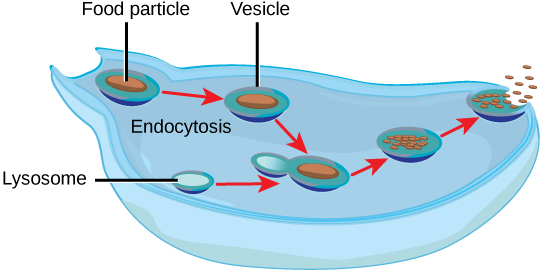 Food particle
Vesicle
Endocytosis
Lysosome